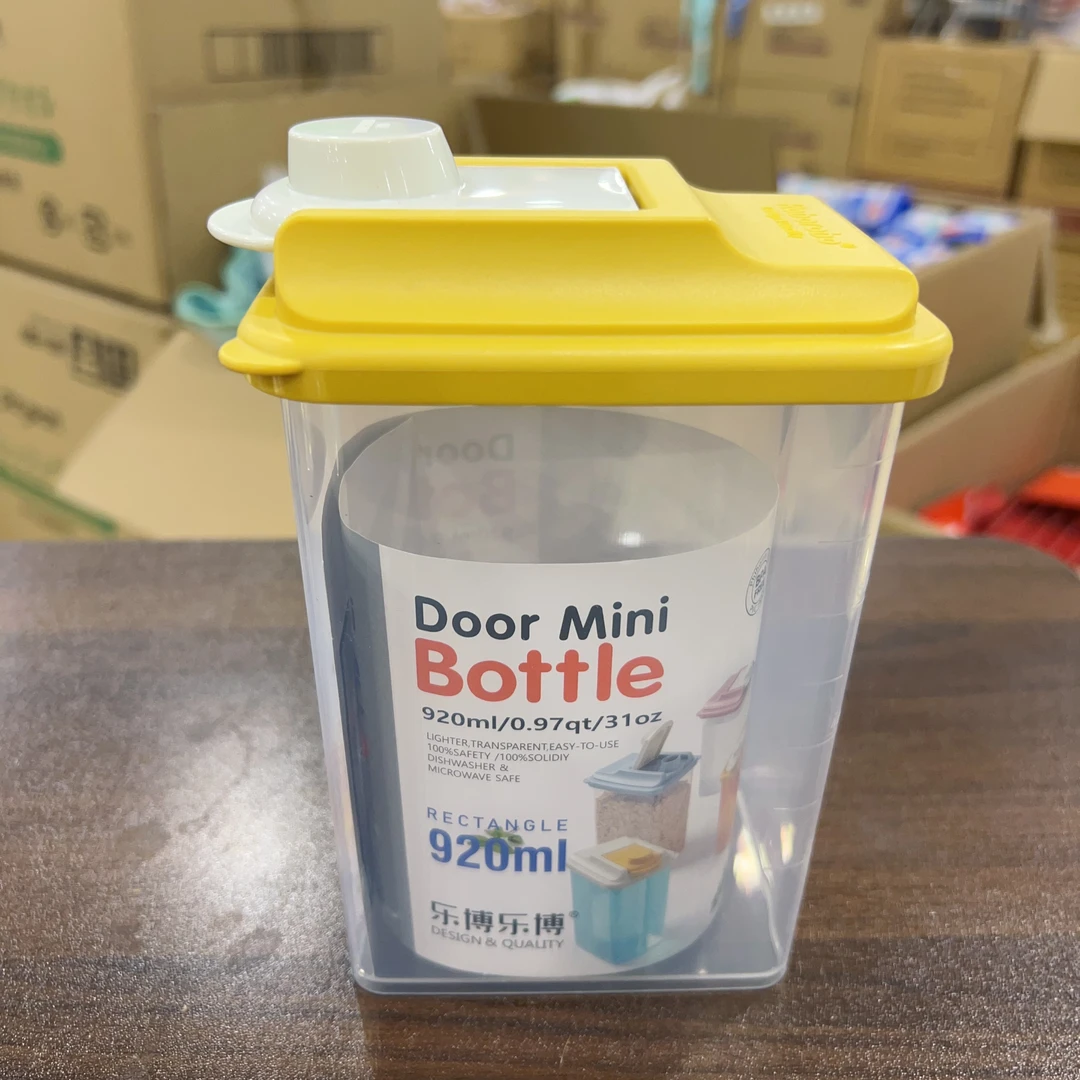 Door Mini
Bottle
920ml/0.97qt/31oz
LIGHTER,TRANSPARENT,EASY-TO-USE
100%SAFETY /100%SOLIDIY
DISHWASHER &
MICROWAVE SAFE
RECTANGLE
920ml
乐博乐博®
DESIGN & QUALITY